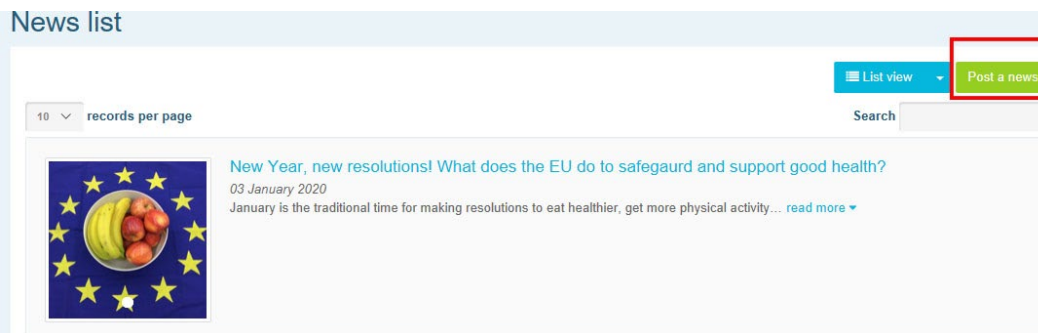 News list
List view
Post a news
10 records per page
Search
New Year, new resolutions! What does the EU do to safegaurd and support good health?
03 January 2020
January is the traditional time for making resolutions to eat healthier, get more physical activity… read more